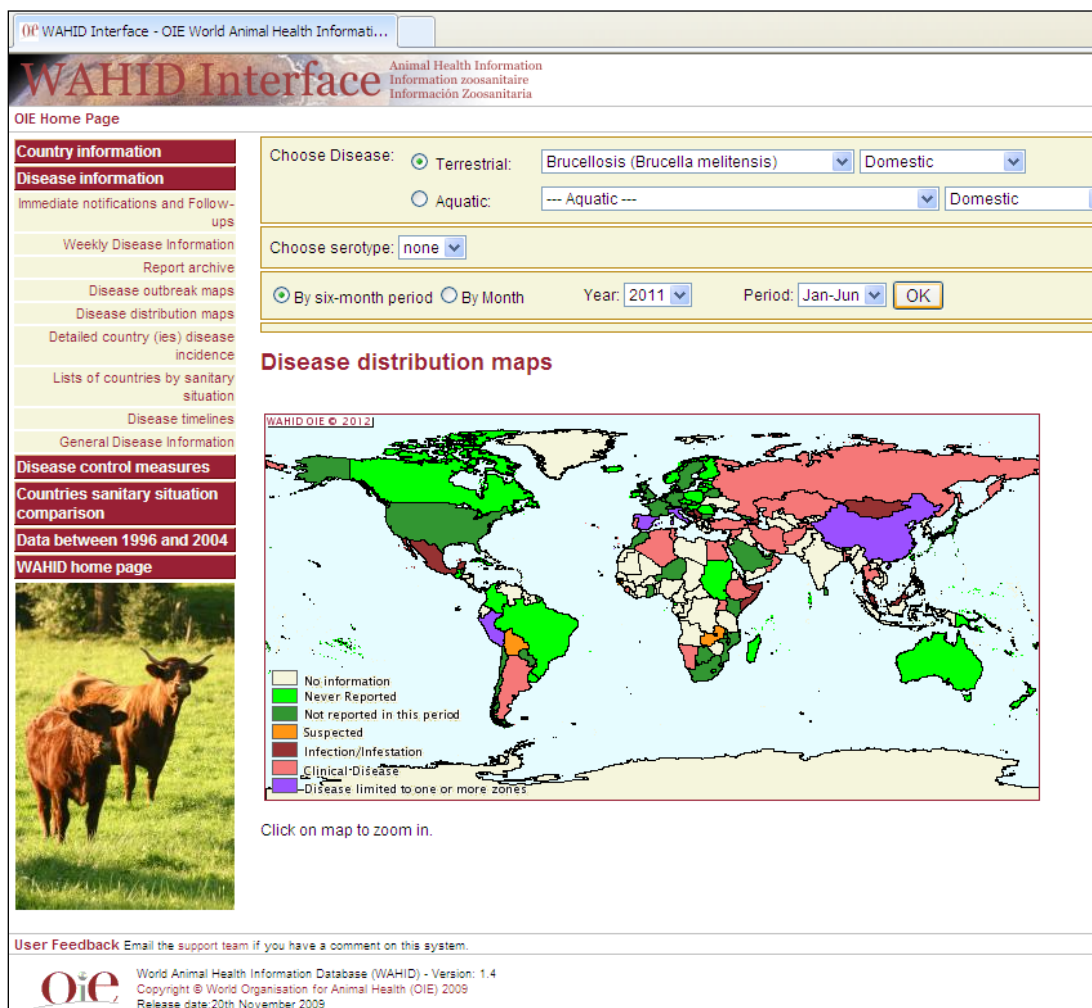 WAHID Interface - OIE World Animal Health Informati...
WAHID Interface
Animal Health Information
Information zoosanitaire
Información Zoosanitaria
OIE Home Page
Country information
Disease information
Immediate notifications and Follow-
ups
Weekly Disease Information
Report archive
Disease outbreak maps
Disease distribution maps
Detailed country (ies) disease
incidence
Lists of countries by sanitary
situation
Disease timelines
General Disease Information
Disease control measures
Countries sanitary situation
comparison
Data between 1996 and 2004
WAHID home page
Choose Disease: Terrestrial: Brucellosis (Brucella melitensis) Domestic
Aquatic: --- Aquatic --- Domestic
Choose serotype: none
By six-month period By Month Year: 2011 Period: Jan-Jun OK
Disease distribution maps
WAHID OIE © 2012
No information
Never Reported
Not reported in this period
Suspected
Infection/Infestation
Clinical Disease
Disease limited to one or more zones
Click on map to zoom in.
User Feedback Email the support team if you have a comment on this system.
Oie
World Animal Health Information Database (WAHID) - Version: 1.4
Copyright © World Organisation for Animal Health (OIE) 2009
Release date:20th November 2009